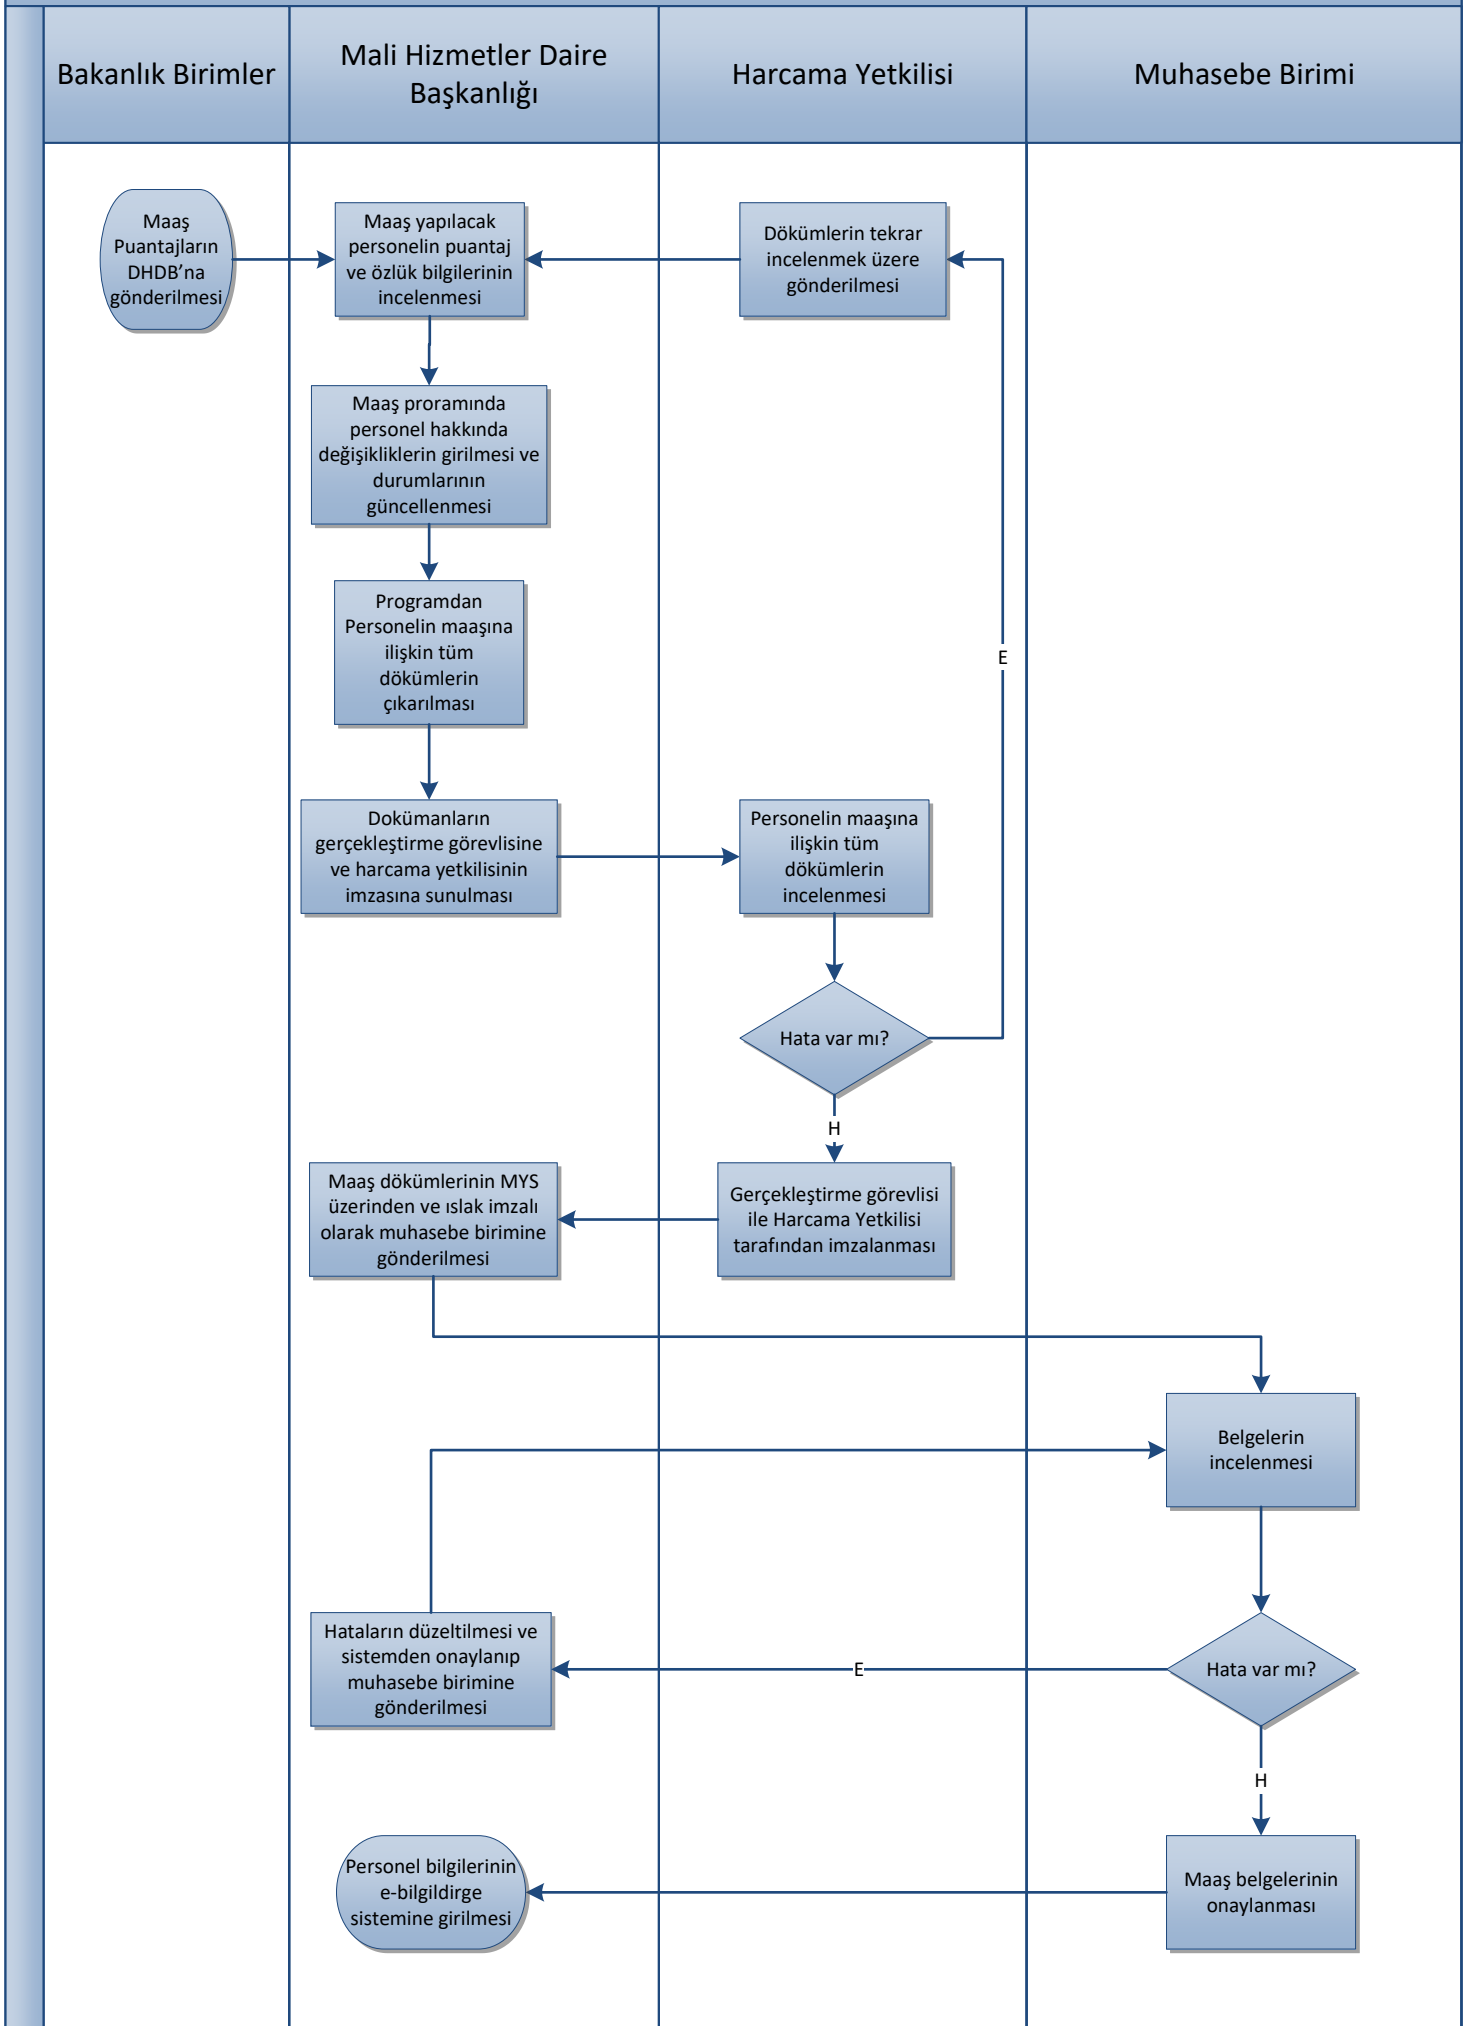 Bakanlık Birimler
Mali Hizmetler Daire
Başkanlığı
Harcama Yetkilisi
Muhasebe Birimi
Maaş
Puantajların
DHDB’na
gönderilmesi
Maaş yapılacak
personelin puantaj
ve özlük bilgilerinin
incelenmesi
Dökümlerin tekrar
incelenmek üzere
gönderilmesi
Maaş proramında
personel hakkında
değişikliklerin girilmesi ve
durumlarının
güncellenmesi
Programdan
Personelin maaşına
ilişkin tüm
dökümlerin
çıkarılması
E
Dokümanların
gerçekleştirme görevlisine
ve harcama yetkilisinin
imzasına sunulması
Personelin maaşına
ilişkin tüm
dökümlerin
incelenmesi
Hata var mı?
H
Maaş dökümlerinin MYS
üzerinden ve ıslak imzalı
olarak muhasebe birimine
gönderilmesi
Gerçekleştirme görevlisi
ile Harcama Yetkilisi
tarafından imzalanması
Belgelerin
incelenmesi
Hataların düzeltilmesi ve
sistemden onaylanıp
muhasebe birimine
gönderilmesi
E
Hata var mı?
H
Personel bilgilerinin
e-bilgildirge
sistemine girilmesi
Maaş belgelerinin
onaylanması